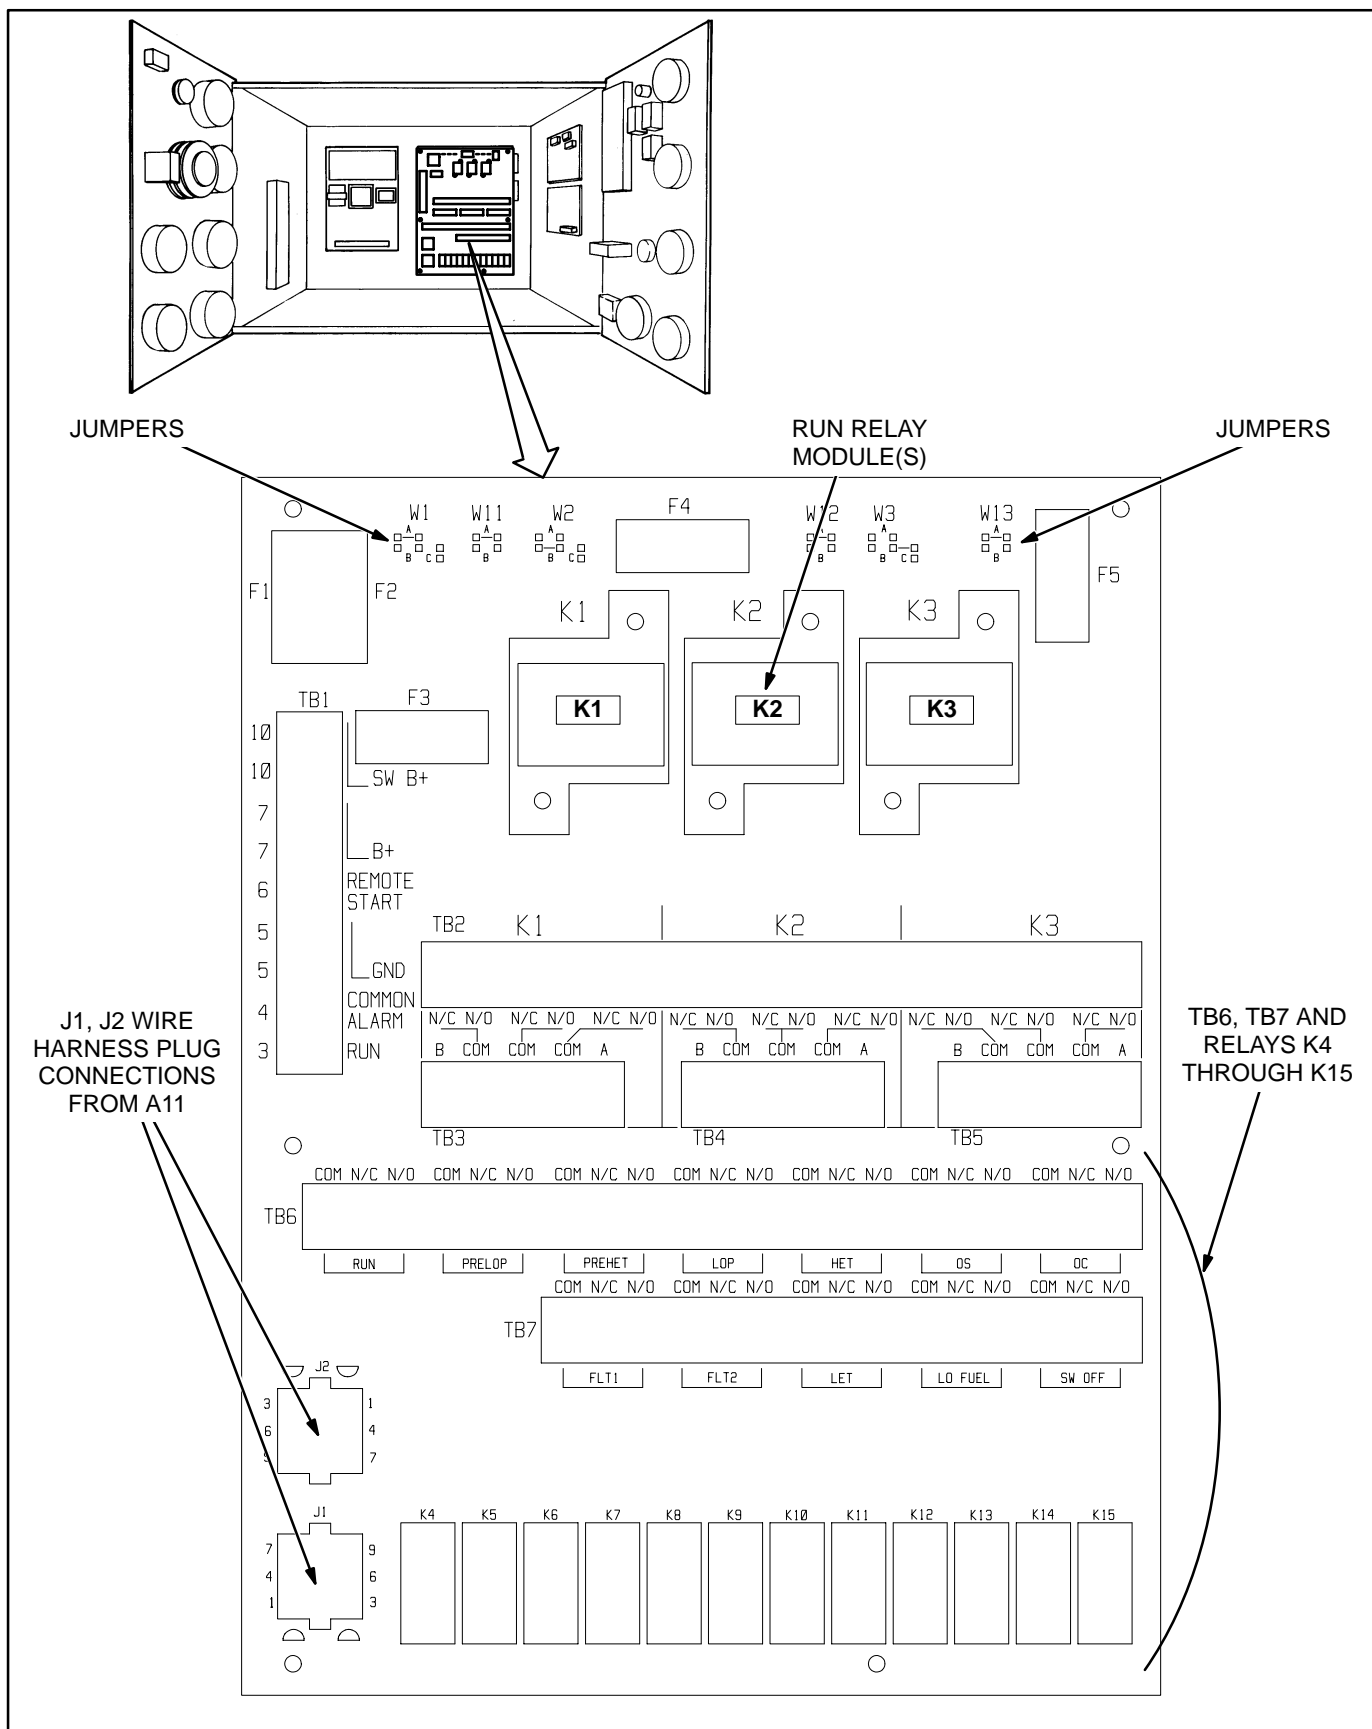 JUMPERS
RUN RELAY
MODULE(S)
JUMPERS
W1 W11 W2 F4 W12 W3 W13
A A A A A A
B C B B C B B C B
F1 F2 F5
K1 K2 K3
K1 K2 K3
TB1 F3
10
10 SW B+
7
7 B+
6 REMOTE
START
5
5 GND
4 COMMON
ALARM
3 RUN
TB2 K1 K2 K3
N/C N/O N/C N/O N/C N/O N/C N/O N/C N/O N/C N/O N/C N/O N/C N/O N/C N/O
B COM COM COM A B COM COM COM A B COM COM COM A
TB3 TB4 TB5
J1, J2 WIRE
HARNESS PLUG
CONNECTIONS
FROM A11
TB6, TB7 AND
RELAYS K4
THROUGH K15
COM N/C N/O COM N/C N/O COM N/C N/O COM N/C N/O COM N/C N/O COM N/C N/O COM N/C N/O
TB6
RUN PRELOP PREHET LOP HET OS OC
COM N/C N/O COM N/C N/O COM N/C N/O COM N/C N/O COM N/C N/O
TB7
FLT1 FLT2 LET LO FUEL SW OFF
J2
3 1
6 4
9 7
J1
7 9
4 6
1 3
K4 K5 K6 K7 K8 K9 K10 K11 K12 K13 K14 K15